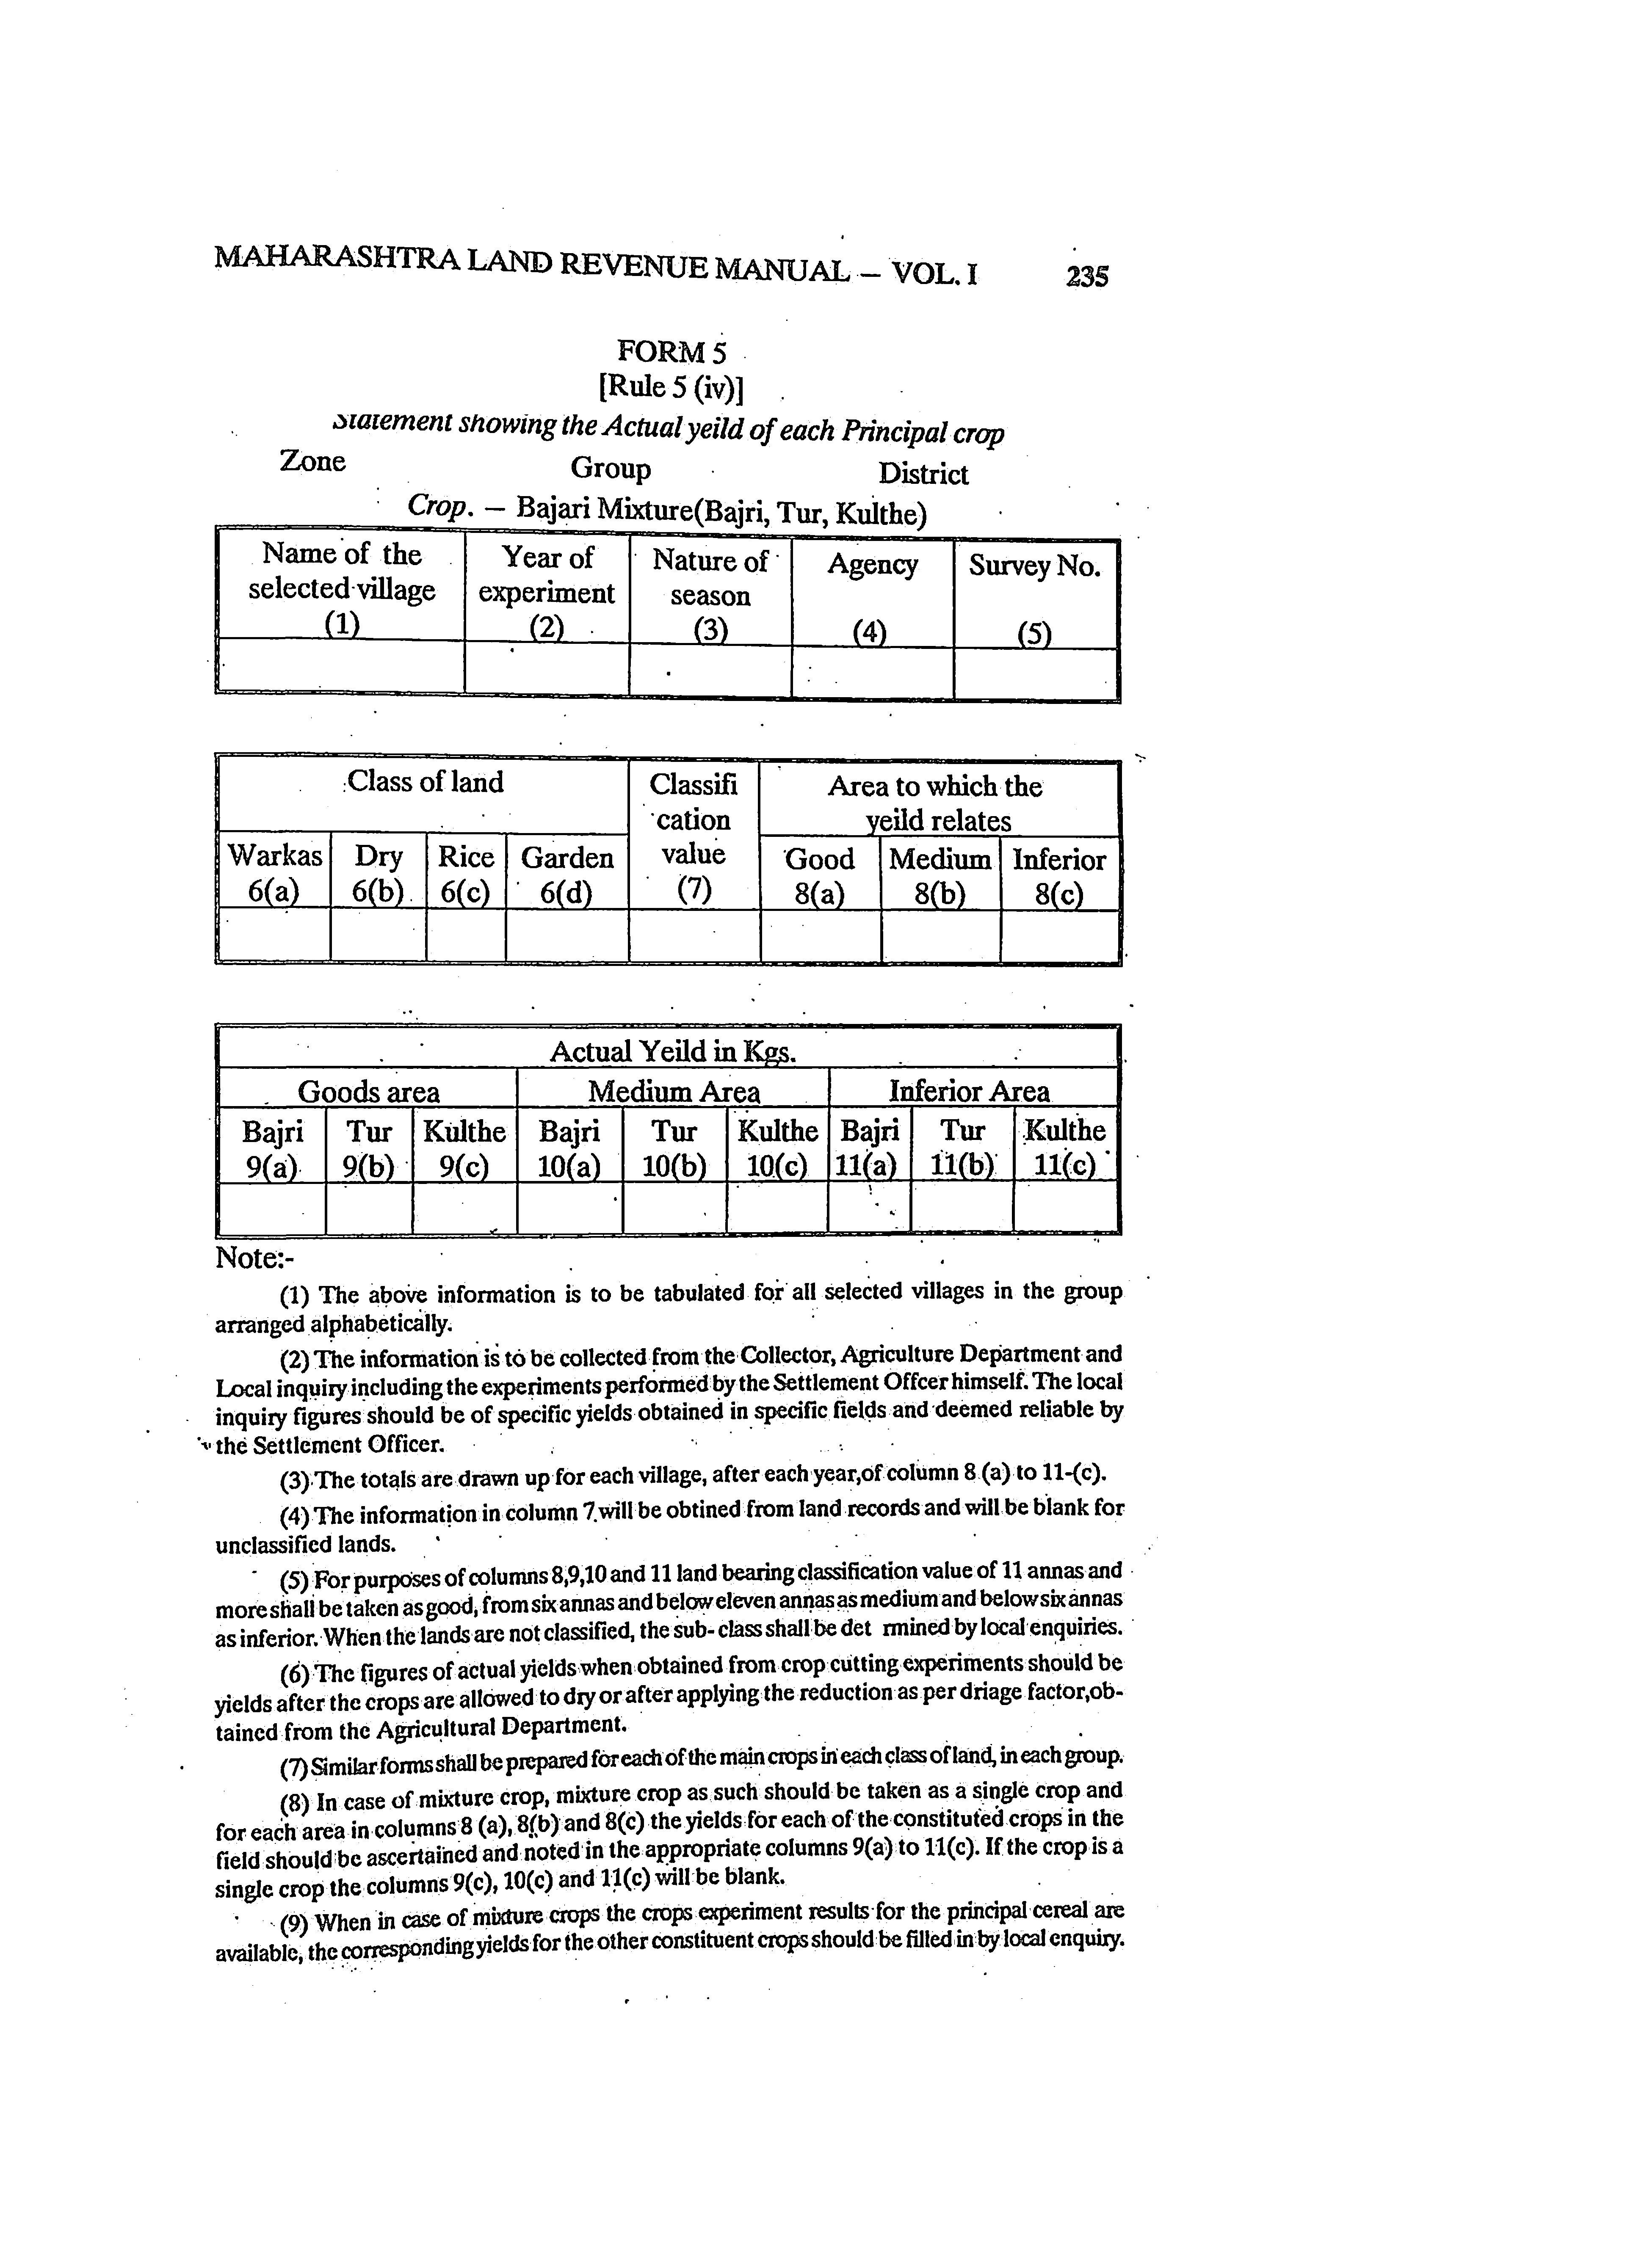 MAHARASHTRA LAND REVENUE MANUAL – VOL. I 235
FORM 5
[Rule 5 (iv)]
Statement showing the Actual yeild of each Principal crop
Zone Group District
Crop. – Bajari Mixture(Bajri, Tur, Kulthe)
Name of the Year of Nature of Agency Survey No.
selected village experiment season
(1) (2) (3) (4) (5)
Class of land Classifi Area to which the
cation yeild relates
Warkas Dry Rice Garden value Good Medium Inferior
6(a) 6(b) 6(c) 6(d) (7) 8(a) 8(b) 8(c)
Actual Yeild in Kgs.
Goods area Medium Area Inferior Area
Bajri Tur Kulthe Bajri Tur Kulthe Bajri Tur Kulthe
9(a) 9(b) 9(c) 10(a) 10(b) 10(c) 11(a) 11(b) 11(c)
Note:-
(1) The above information is to be tabulated for all selected villages in the group
arranged alphabetically.
(2) The information is to be collected from the Collector, Agriculture Department and
Local inquiry including the experiments performed by the Settlement Offcer himself. The local
inquiry figures should be of specific yields obtained in specific fields and deemed reliable by
the Settlement Officer.
(3) The totals are drawn up for each village, after each year,of column 8 (a) to 11-(c).
(4) The information in column 7 will be obtined from land records and will be blank for
unclassified lands.
(5) For purposes of columns 8,9,10 and 11 land bearing classification value of 11 annas and
more shall be taken as good, from six annas and below eleven annas as medium and below six annas
as inferior. When the lands are not classified, the sub- class shall be det rmined by local enquiries.
(6) The figures of actual yields when obtained from crop cutting experiments should be
yields after the crops are allowed to dry or after applying the reduction as per driage factor,ob-
tained from the Agricultural Department.
(7) Similar forms shall be prepared for each of the main crops in each class of land, in each group.
(8) In case of mixture crop, mixture crop as such should be taken as a single crop and
for each area in columns 8 (a), 8(b) and 8(c) the yields for each of the constituted crops in the
field should be ascertained and noted in the appropriate columns 9(a) to 11(c). If the crop is a
single crop the columns 9(c), 10(c) and 11(c) will be blank.
(9) When in case of mixture crops the crops experiment results for the principal cereal are
available, the corresponding yields for the other constituent crops should be filled in by local enquiry.